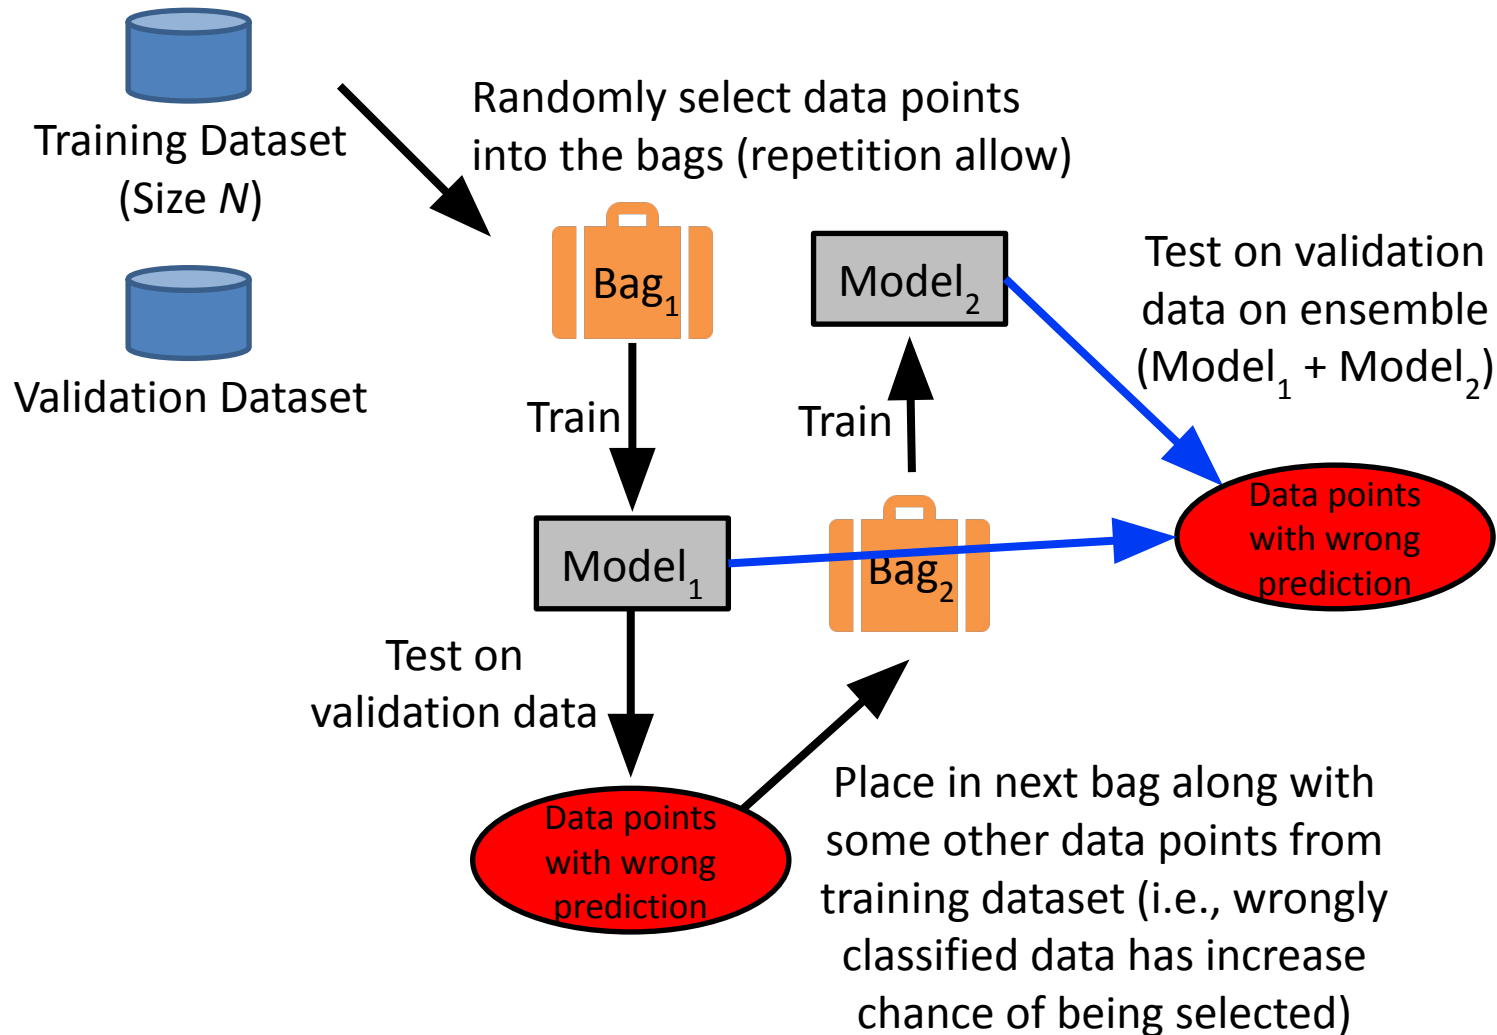 Training Dataset
(Size N)
Validation Dataset
Randomly select data points
into the bags (repetition allow)
Bag1
Train
Model1
Test on
validation data
Data points
with wrong
prediction
Place in next bag along with
some other data points from
training dataset (i.e., wrongly
classified data has increase
chance of being selected)
Bag2
Train
Model2
Test on validation
data on ensemble
(Model1 + Model2)
Data points
with wrong
prediction